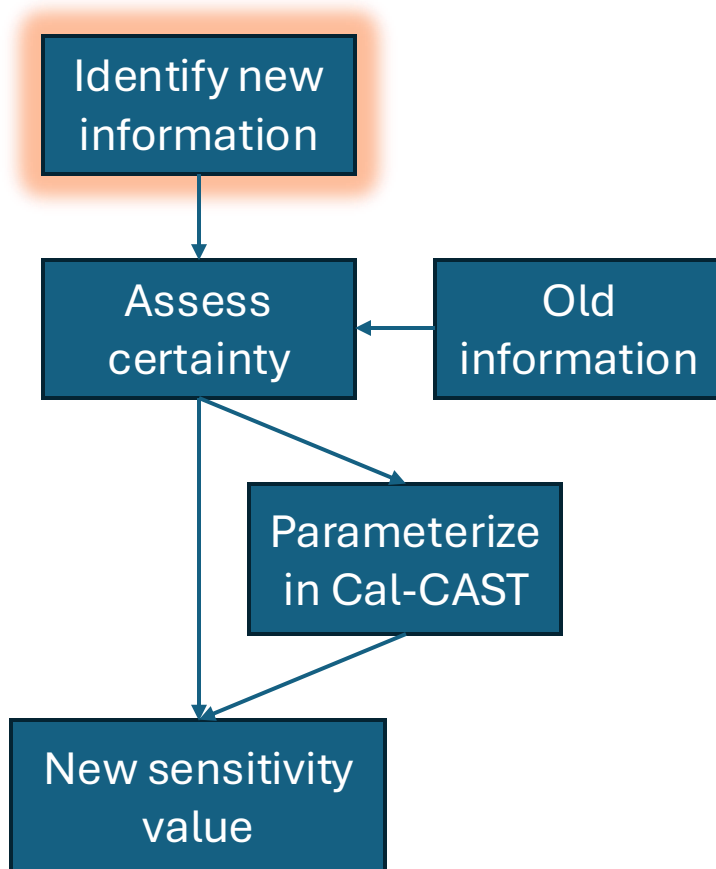 Identify new
information
Assess
certainty
Old
information
Parameterize
in Cal-CAST
New sensitivity
value